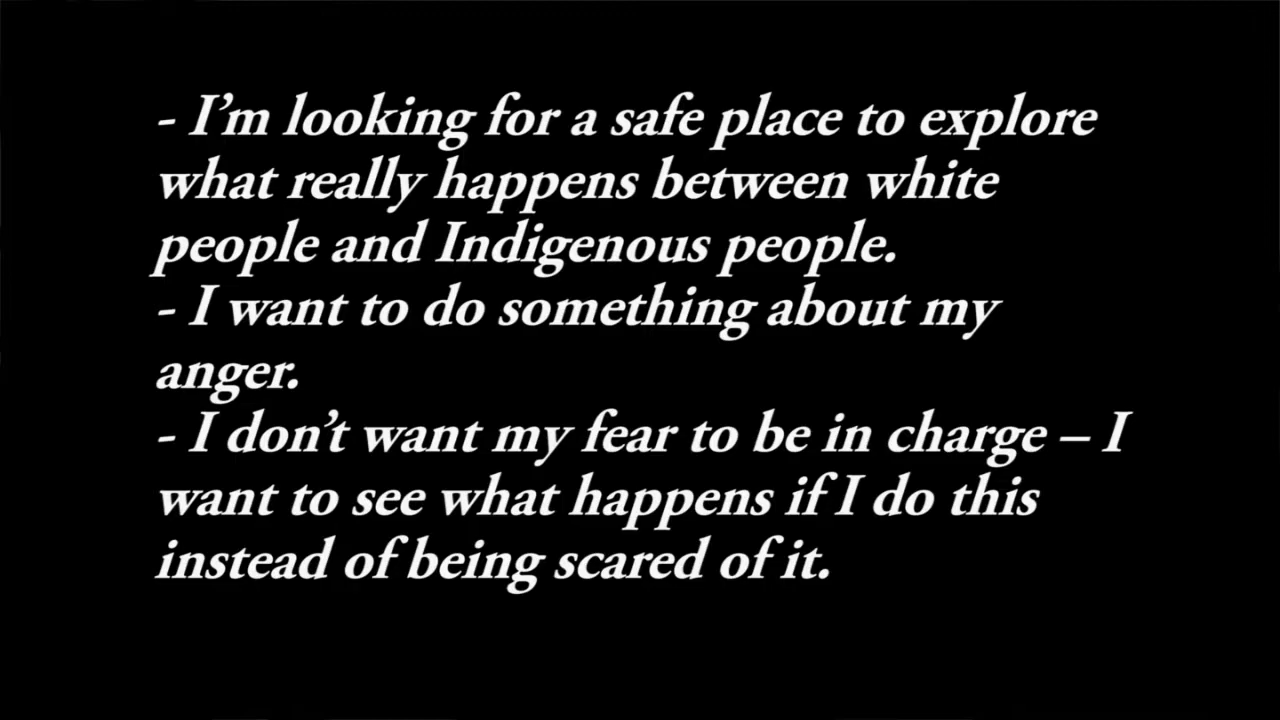 - I’m looking for a safe place to explore
what really happens between white
people and Indigenous people.
- I want to do something about my
anger.
- I don’t want my fear to be in charge – I
want to see what happens if I do this
instead of being scared of it.